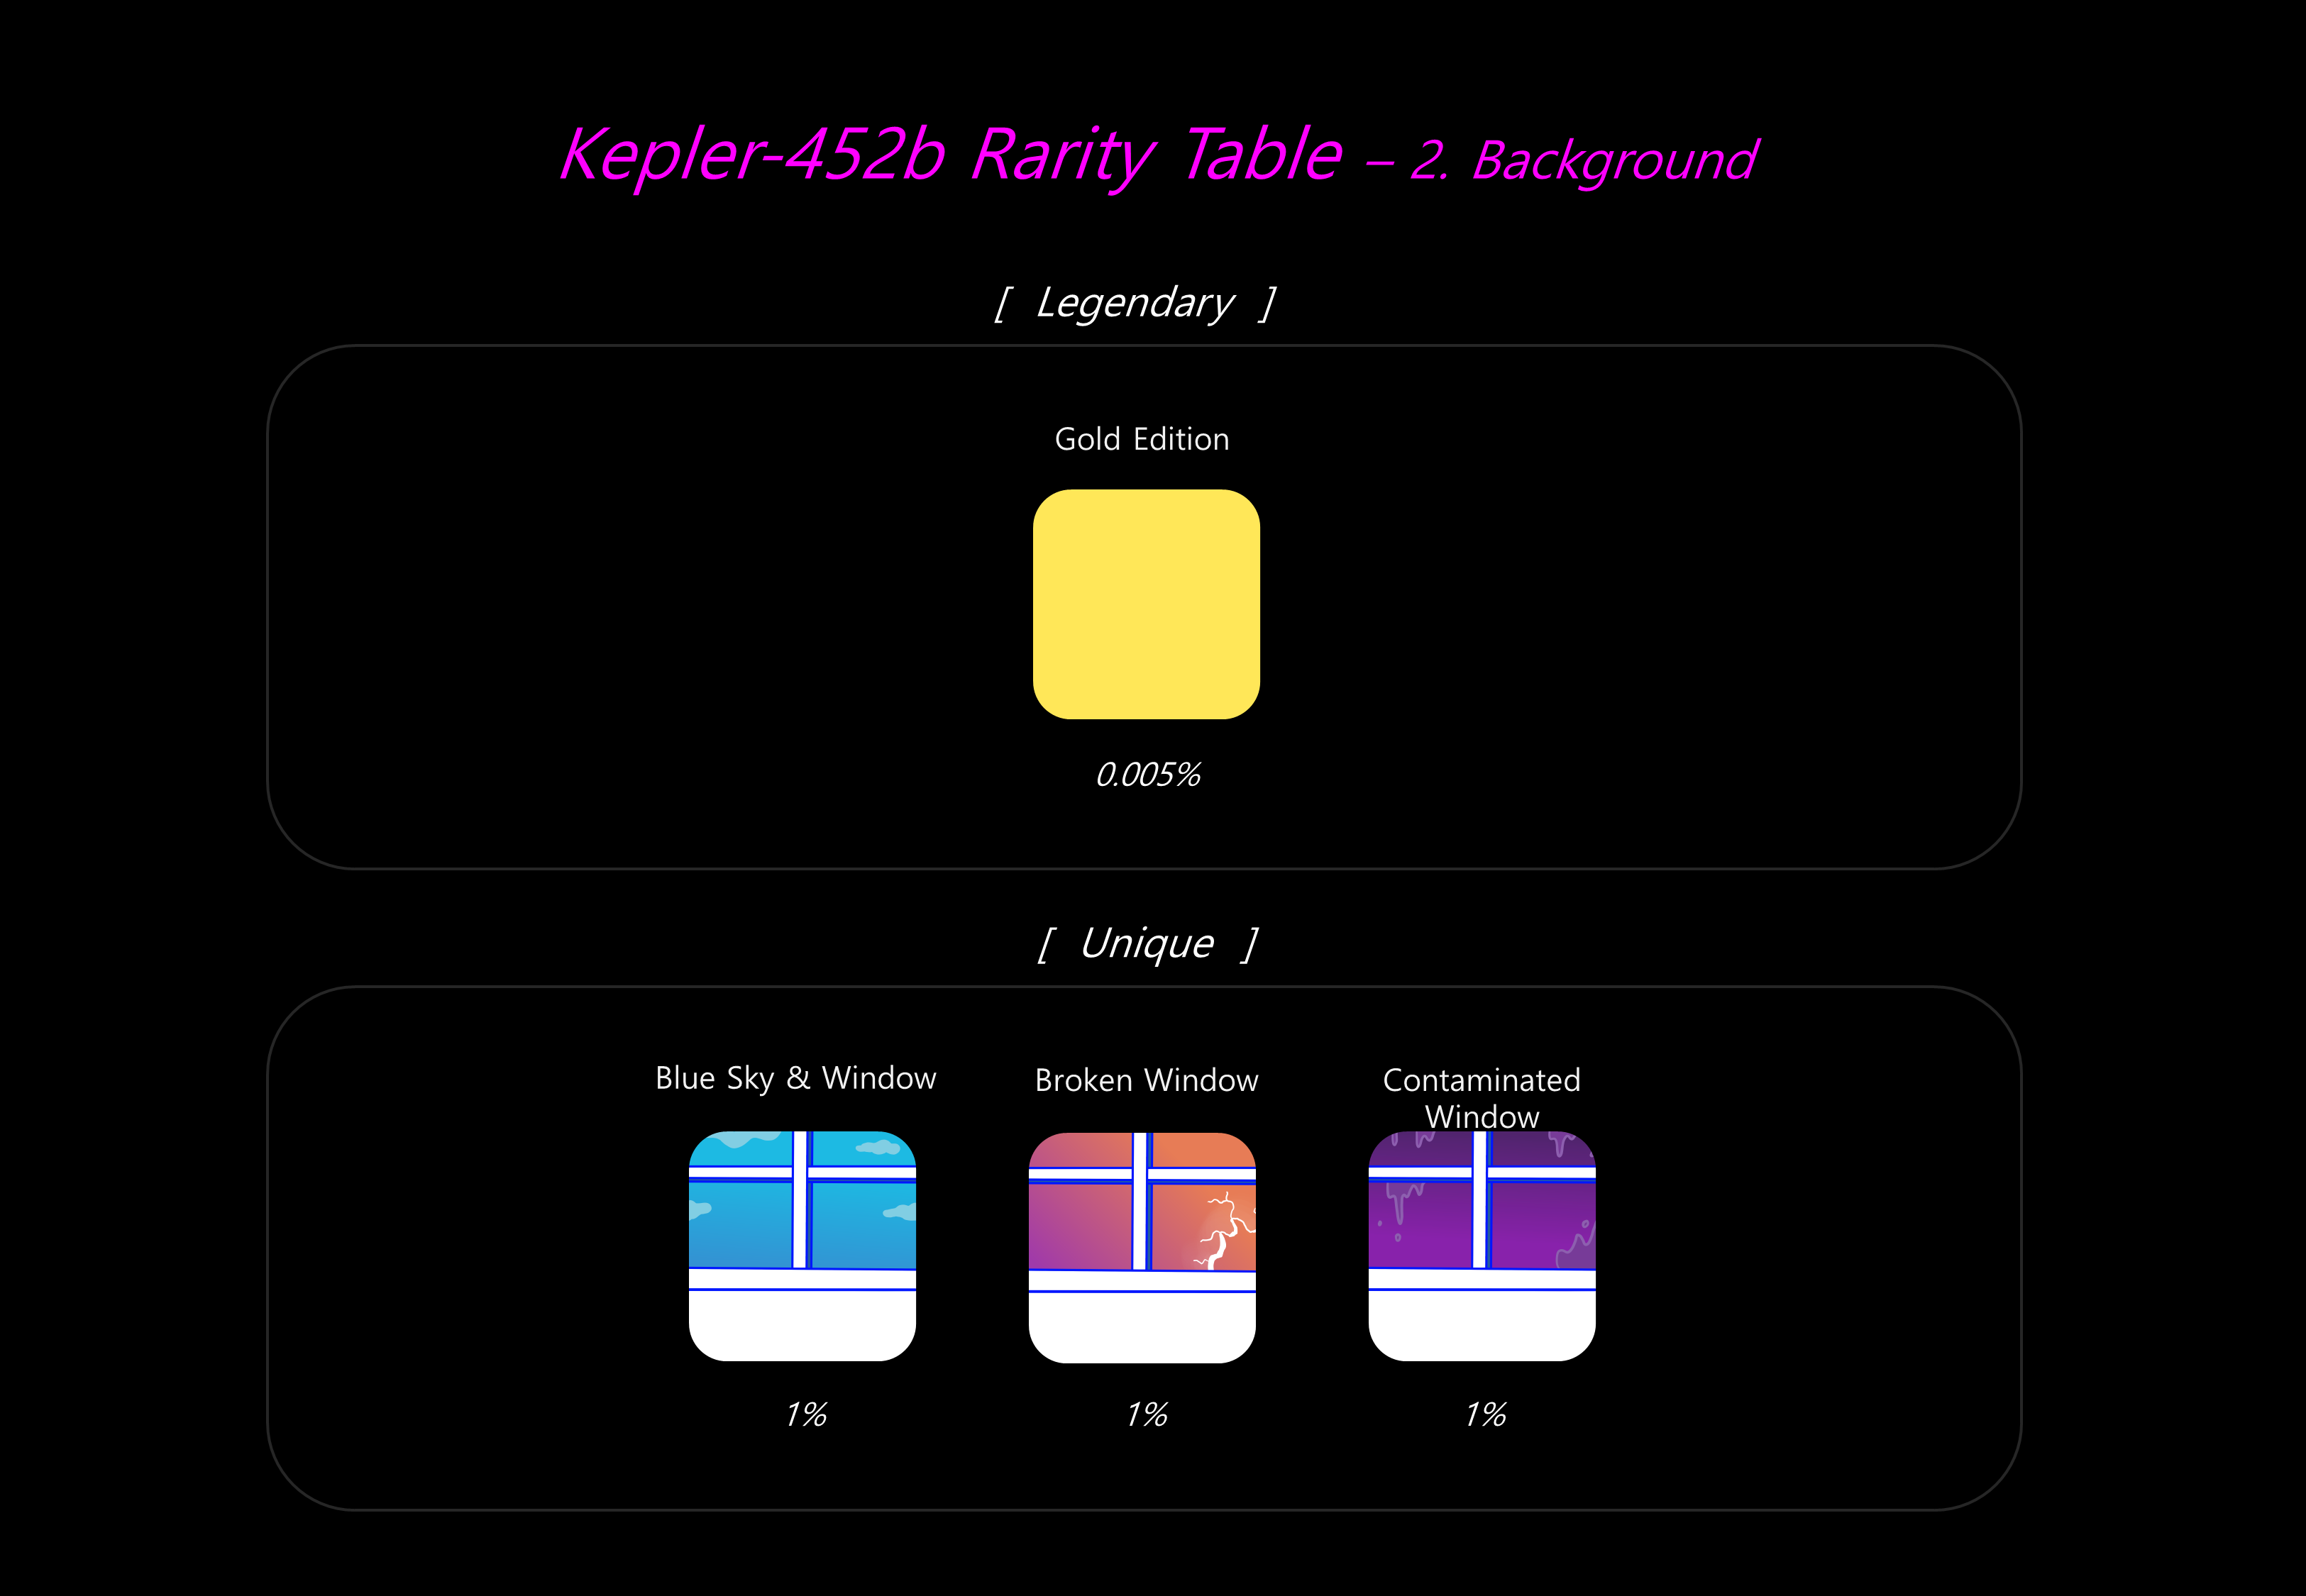 Kepler-452b Rarity Table – 2. Background
[ Legendary ]
Gold Edition
0.005%
[ Unique ]
Blue Sky & Window
Broken Window
Contaminated
Window
1%
1%
1%